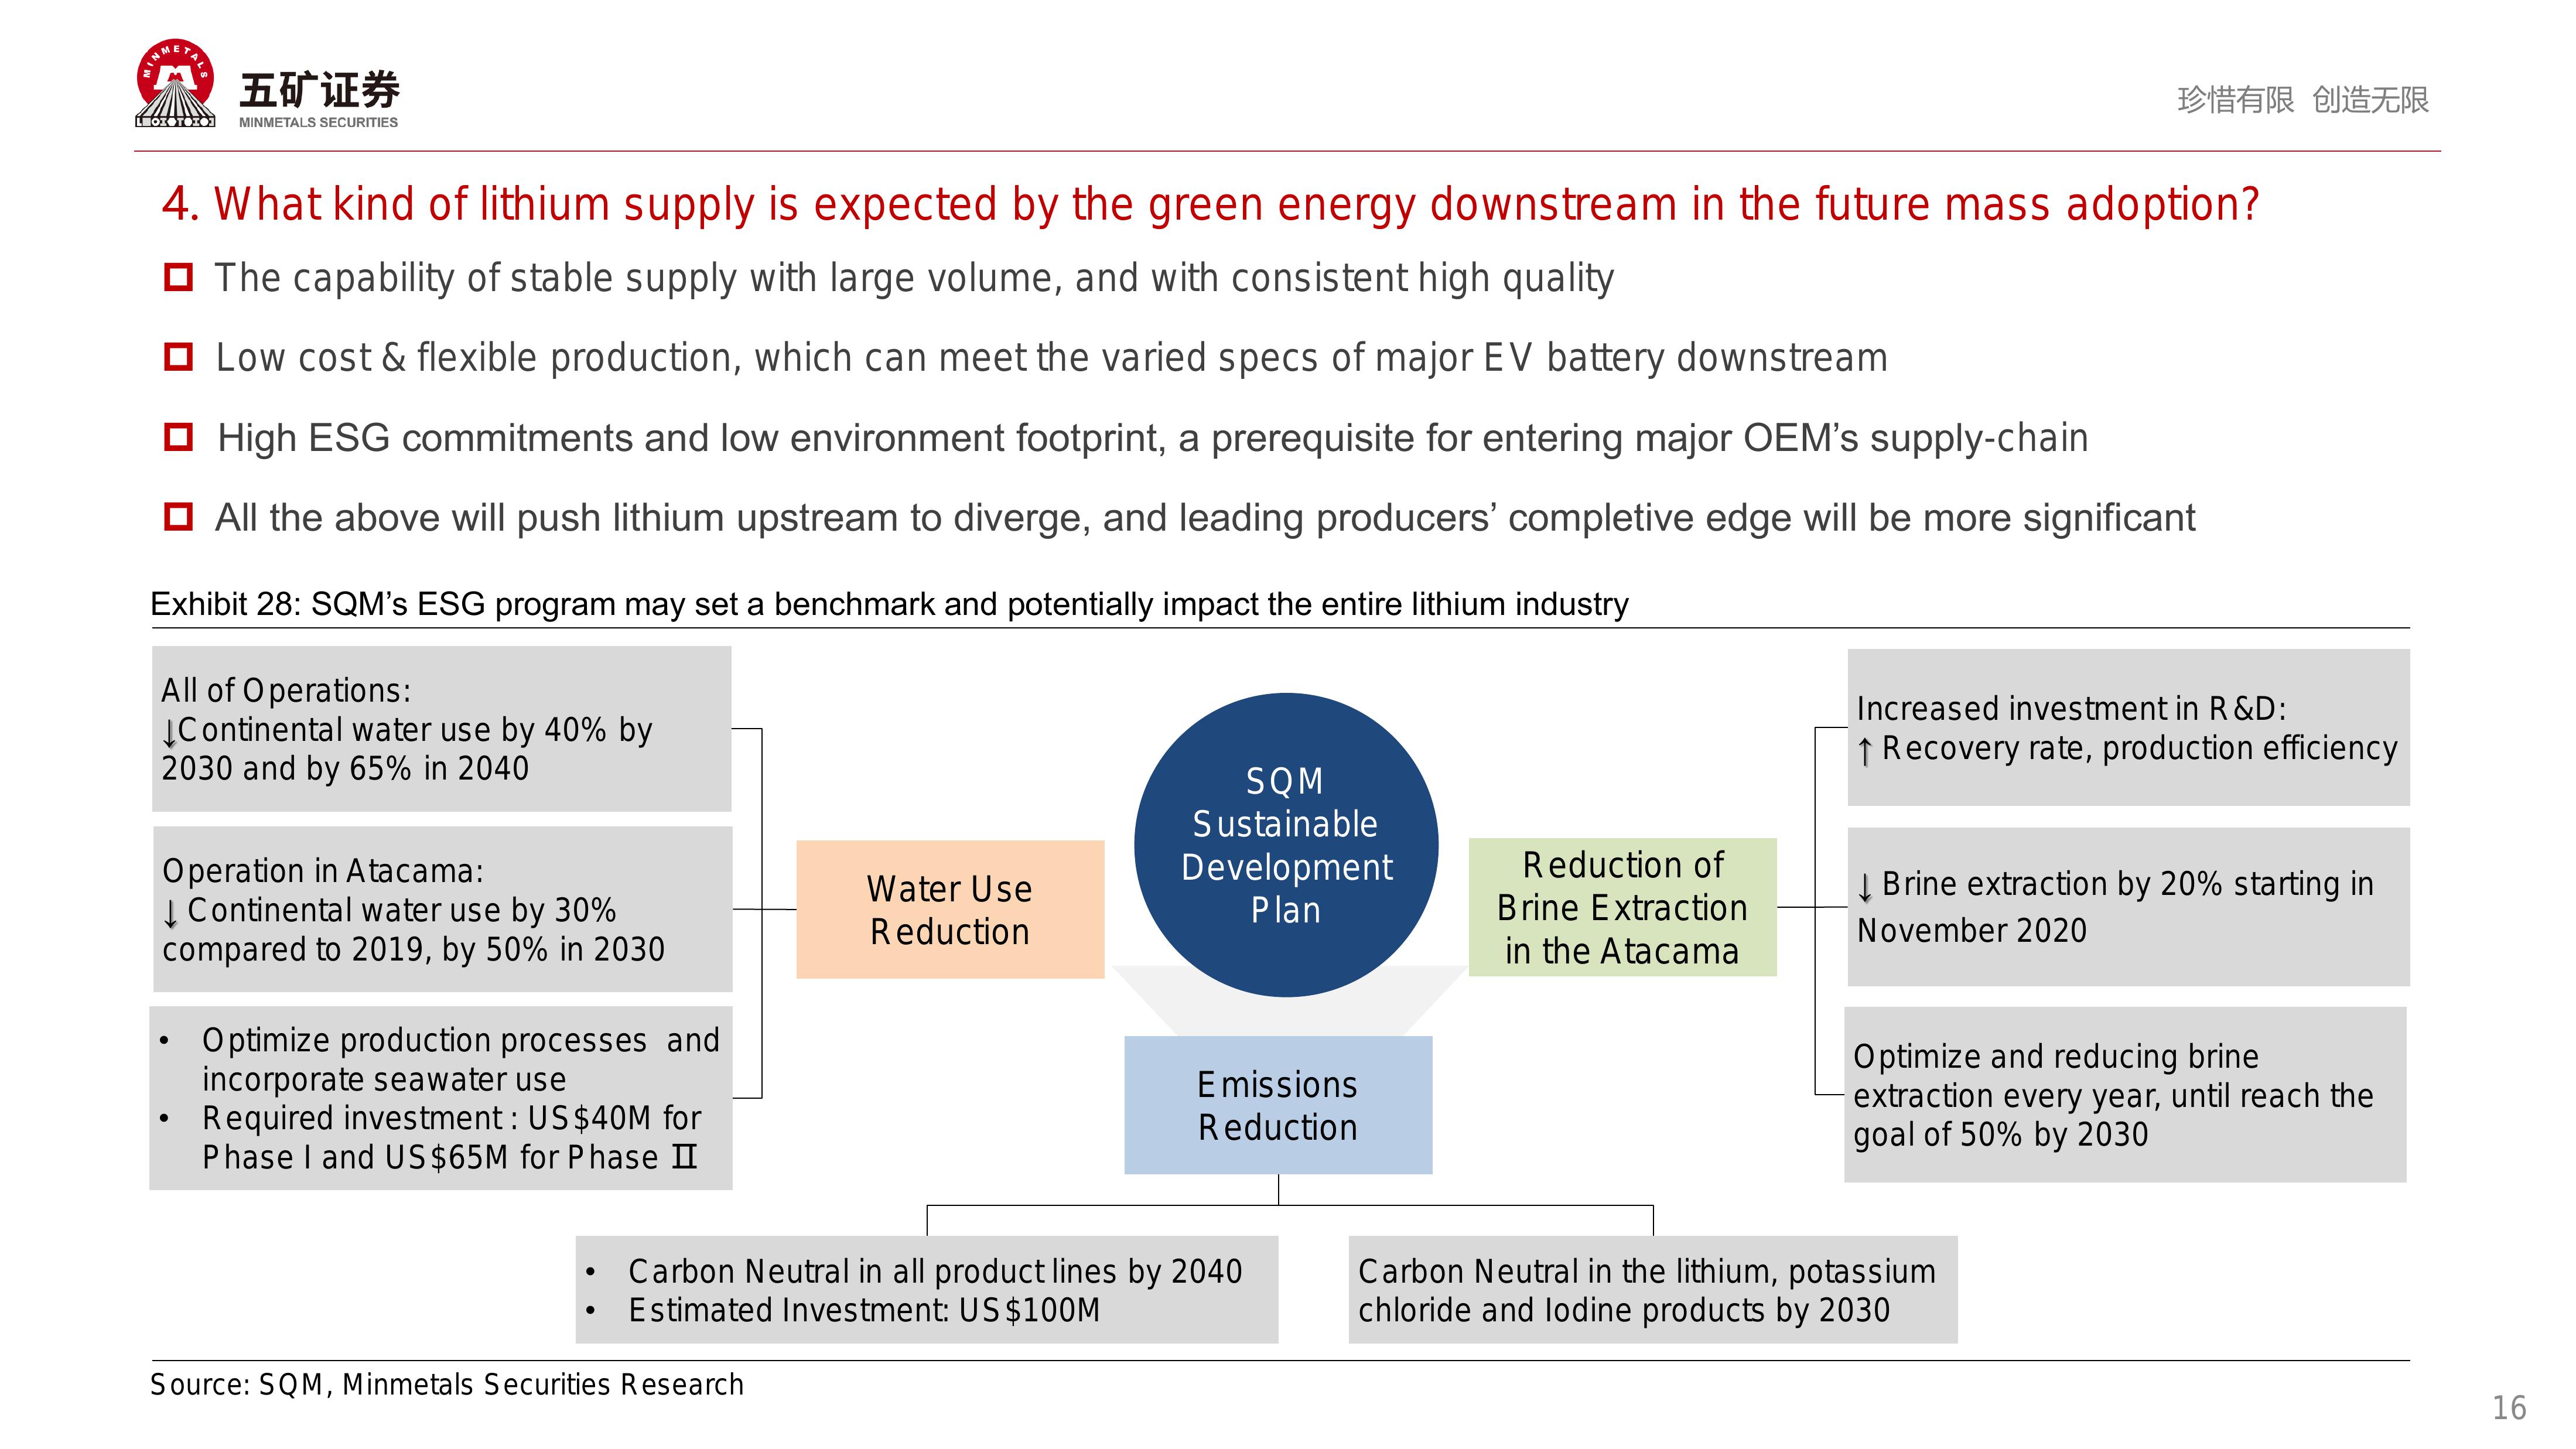 MINMETALS
五矿证券
MINMETALS SECURITIES
珍惜有限 创造无限
4. What kind of lithium supply is expected by the green energy downstream in the future mass adoption?
The capability of stable supply with large volume, and with consistent high quality
Low cost & flexible production, which can meet the varied specs of major EV battery downstream
High ESG commitments and low environment footprint, a prerequisite for entering major OEM’s supply-chain
All the above will push lithium upstream to diverge, and leading producers’ completive edge will be more significant
Exhibit 28: SQM’s ESG program may set a benchmark and potentially impact the entire lithium industry
All of Operations:
↓Continental water use by 40% by
2030 and by 65% in 2040
Operation in Atacama:
↓ Continental water use by 30%
compared to 2019, by 50% in 2030
• Optimize production processes and
incorporate seawater use
• Required investment : US$40M for
Phase I and US$65M for Phase Ⅱ
Water Use
Reduction
SQM
Sustainable
Development
Plan
Reduction of
Brine Extraction
in the Atacama
Increased investment in R&D:
↑ Recovery rate, production efficiency
↓ Brine extraction by 20% starting in
November 2020
Optimize and reducing brine
extraction every year, until reach the
goal of 50% by 2030
Emissions
Reduction
• Carbon Neutral in all product lines by 2040
• Estimated Investment: US$100M
Carbon Neutral in the lithium, potassium
chloride and Iodine products by 2030
Source: SQM, Minmetals Securities Research
16